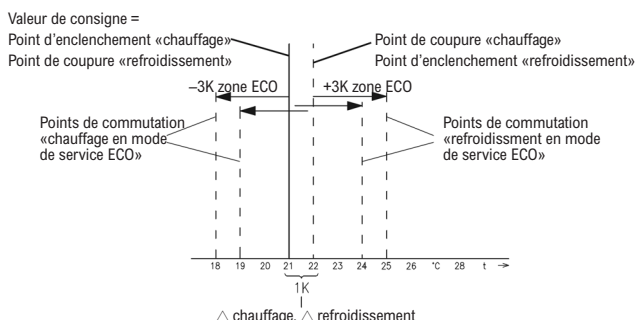 Valeur de consigne =
Point d'enclenchement «chauffage»
Point de coupure «refroidissement»
Point de coupure «chauffage»
Point d'enclenchement «refroidissement»
–3K zone ECO
+3K zone ECO
Points de commutation
«chauffage en mode
de service ECO»
Points de commutation
«refroidissment en mode
de service ECO»
18 19 20 21 22 23 24 25 26 °C 28 t →
1K
△ chauffage, △ refroidissement